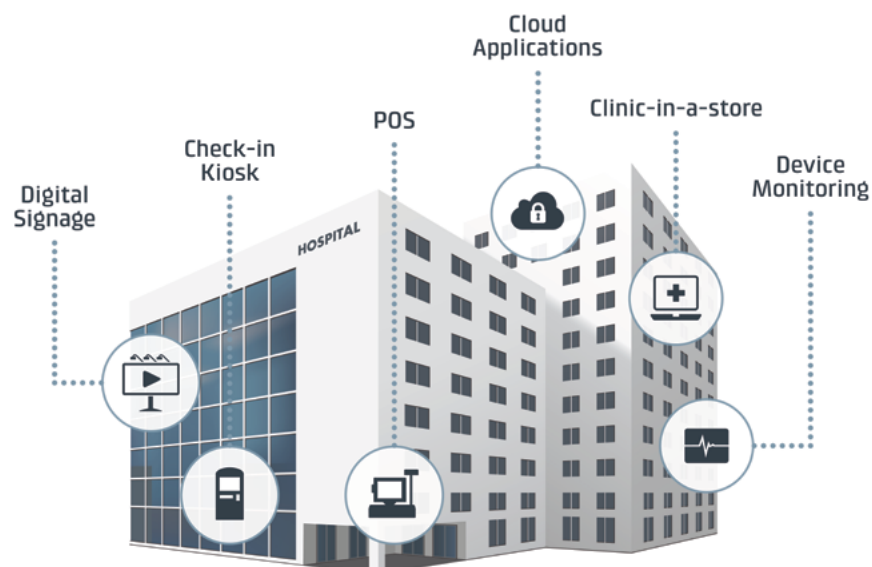 Cloud
Applications
Clinic-in-a-store
POS
Check-in
Kiosk
Device
Monitoring
Digital
Signage
HOSPITAL